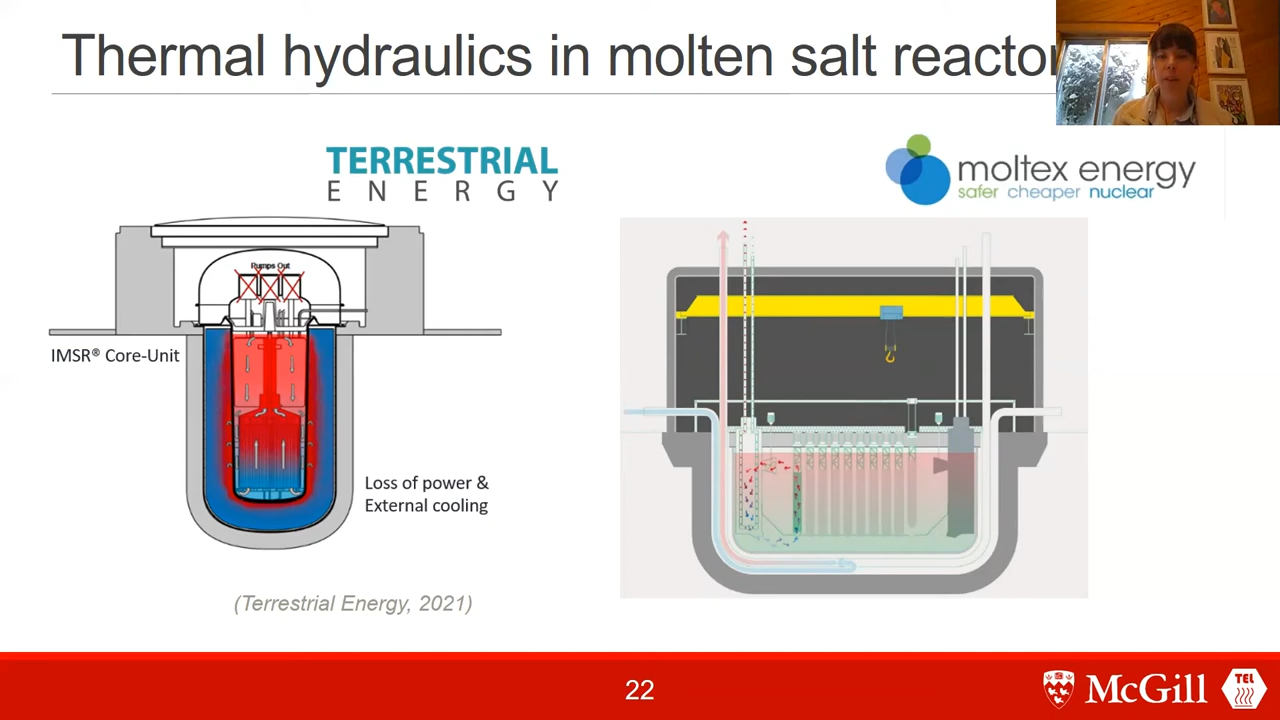 Thermal hydraulics in molten salt reactor
TERRESTRIAL
ENERGY
moltex energy
safer cheaper nuclear
Pumps Out
IMSR® Core-Unit
Loss of power &
External cooling
(Terrestrial Energy, 2021)
22
McGill
TEL